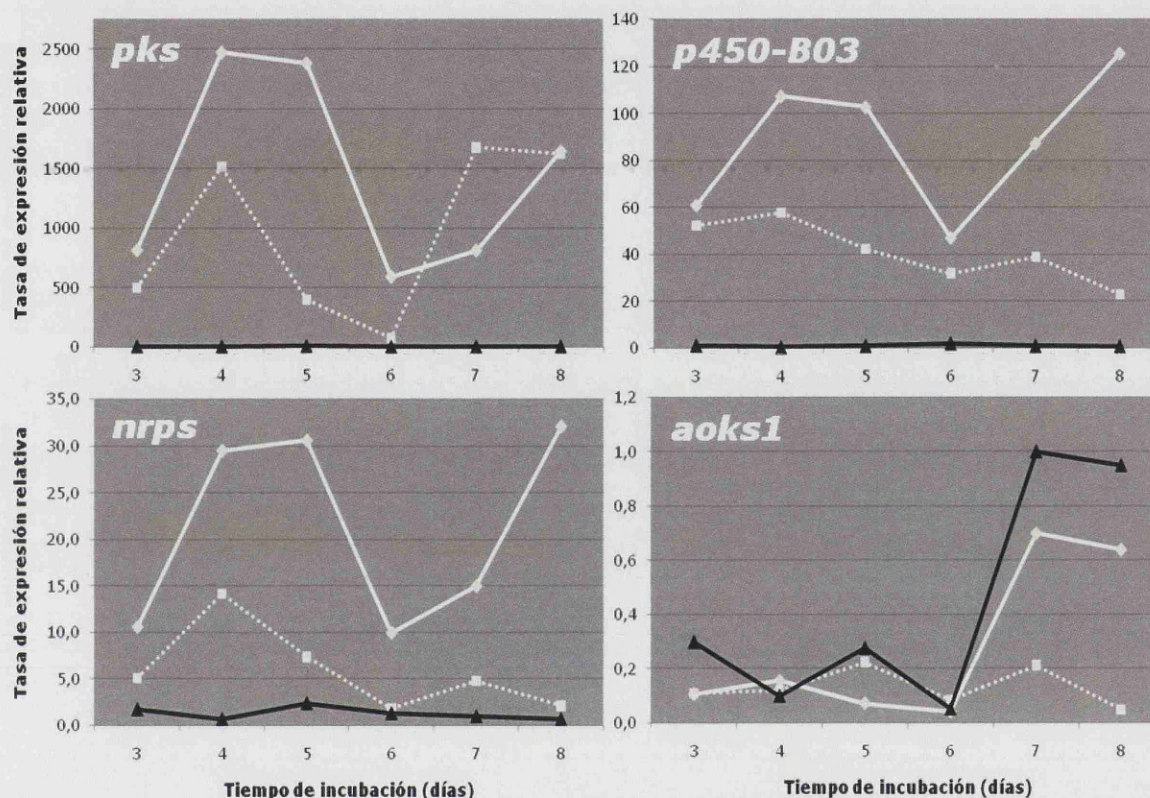 Tasa de expresión relativa
pks
2500
2000
1500
1000
500
0
3 4 5 6 7 8
p450-B03
140
120
100
80
60
40
20
0
3 4 5 6 7 8
Tasa de expresión relativa
nrps
35,0
30,0
25,0
20,0
15,0
10,0
5,0
0,0
3 4 5 6 7 8
Tiempo de incubación (días)
aoks1
1,2
1,0
0,8
0,6
0,4
0,2
0,0
3 4 5 6 7 8
Tiempo de incubación (días)